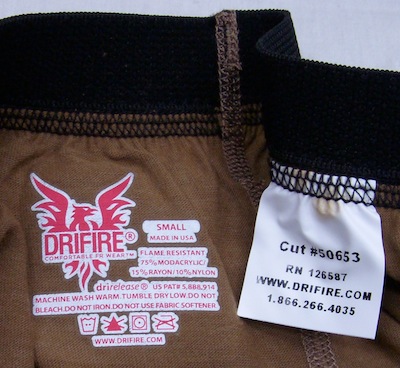 DRIFIRE®
COMFORTABLE FR WEAR™
SMALL
MADE IN USA
FLAME RESISTANT
75% MODACRYLIC/
15% RAYON/10% NYLON
drirelease® US PAT# 5,888,914
MACHINE WASH WARM. TUMBLE DRY LOW. DO NOT
BLEACH. DO NOT IRON. DO NOT USE FABRIC SOFTENER
WWW.DRIFIRE.COM
Cut #50653
RN 126587
WWW.DRIFIRE.COM
1.866.266.4035